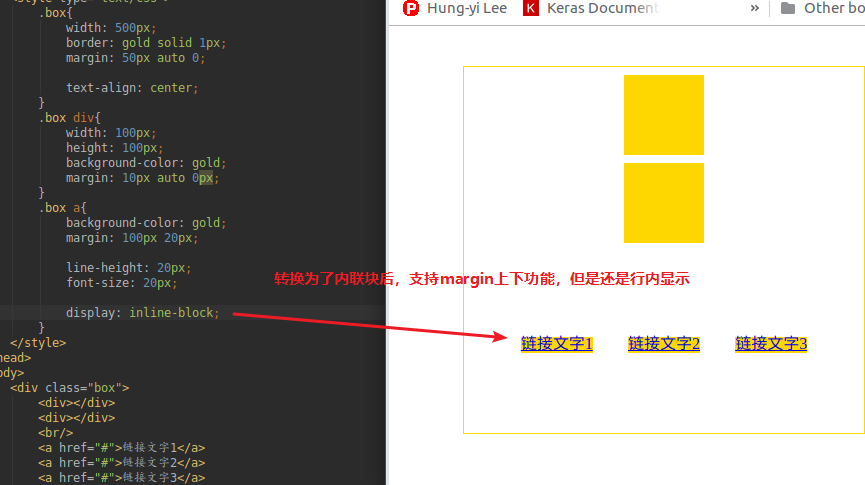 <style type="text/css">
.box{
width: 500px;
border: gold solid 1px;
margin: 50px auto 0;
text-align: center;
}
.box div{
width: 100px;
height: 100px;
background-color: gold;
margin: 10px auto 0px;
}
.box a{
background-color: gold;
margin: 100px 20px;
line-height: 20px;
font-size: 20px;
display: inline-block;
}
</style>
head>
ody>
<div class="box">
<div></div>
<div></div>
<br/>
<a href="#">链接文字1</a>
<a href="#">链接文字2</a>
<a href="#">链接文字3</a>
P Hung-yi Lee K Keras Document » Other bo
转换为了内联块后，支持margin上下功能，但是还是行内显示
链接文字1 链接文字2 链接文字3